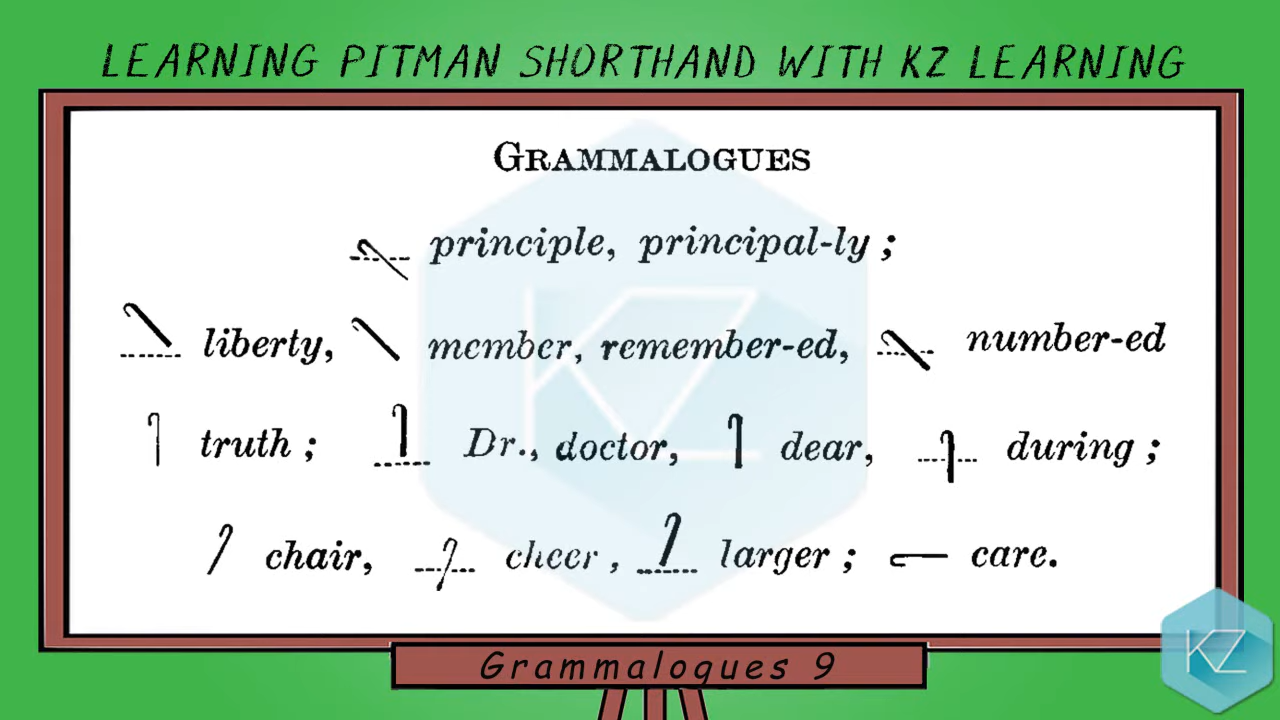 LEARNING PITMAN SHORTHAND WITH KZ LEARNING
GRAMMALOGUES
principle, principal-ly ;
liberty, member, remember-ed, number-ed
truth ; Dr., doctor, dear, during ;
chair, cheer, larger ; care.
KZ
Grammalogues 9